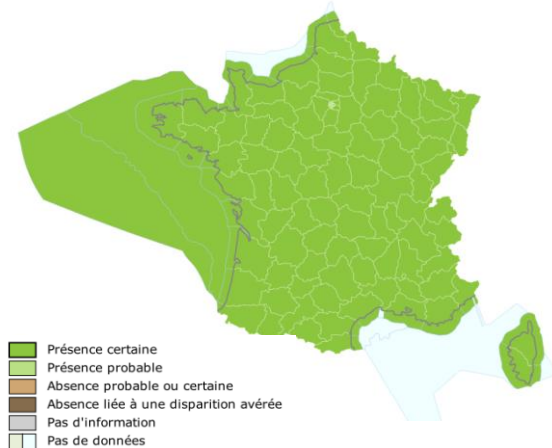 Présence certaine
Présence probable
Absence probable ou certaine
Absence liée à une disparition avérée
Pas d'information
Pas de données